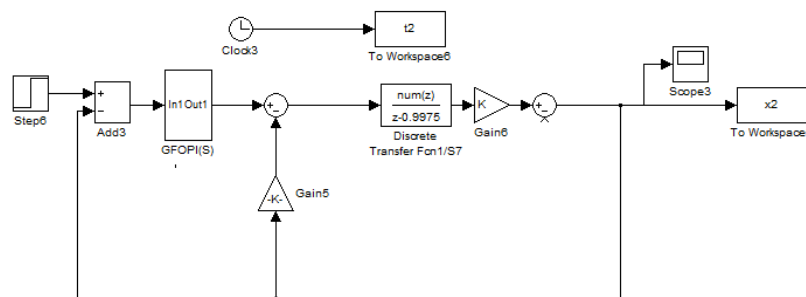 t2
Clock3
To Workspace6
Step6
+
−
Add3
In1Out1
GFOPI(S)
+
−
num(z)
z-0.9975
Discrete
Transfer Fcn1/S7
K
Gain6
+
−
Scope3
x2
To Workspace
-K-
Gain5